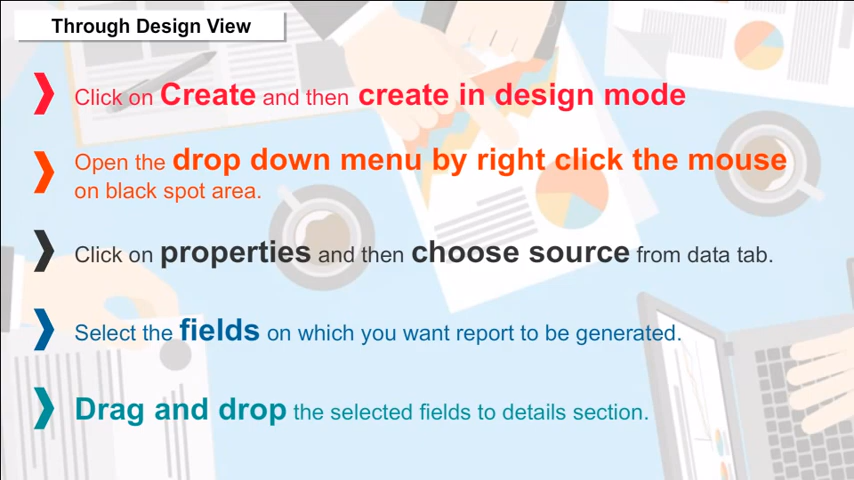 Through Design View
Click on Create and then create in design mode
Open the drop down menu by right click the mouse
on black spot area.
Click on properties and then choose source from data tab.
Select the fields on which you want report to be generated.
Drag and drop the selected fields to details section.